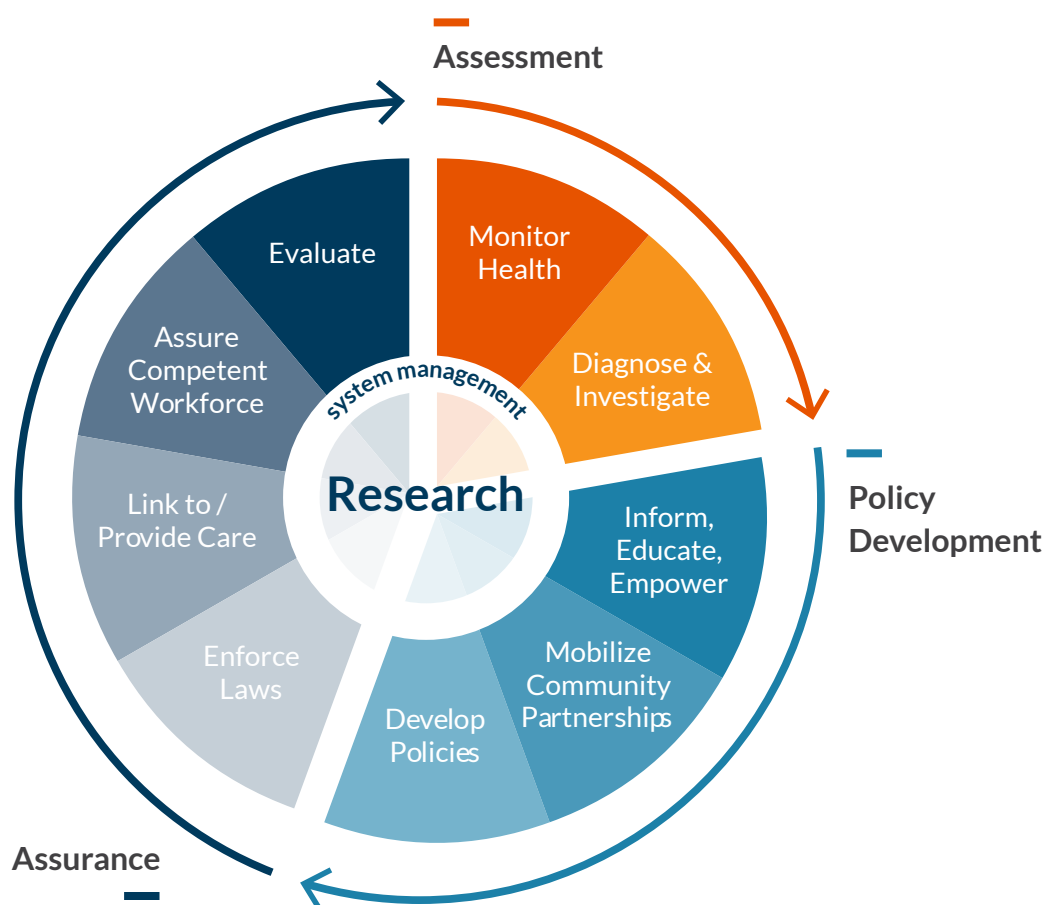 Assessment
Monitor
Health
Diagnose &
Investigate
Policy
Development
Inform,
Educate,
Empower
Mobilize
Community
Partnerships
Develop
Policies
Assurance
Enforce
Laws
Link to /
Provide Care
Assure
Competent
Workforce
Evaluate
system management
Research